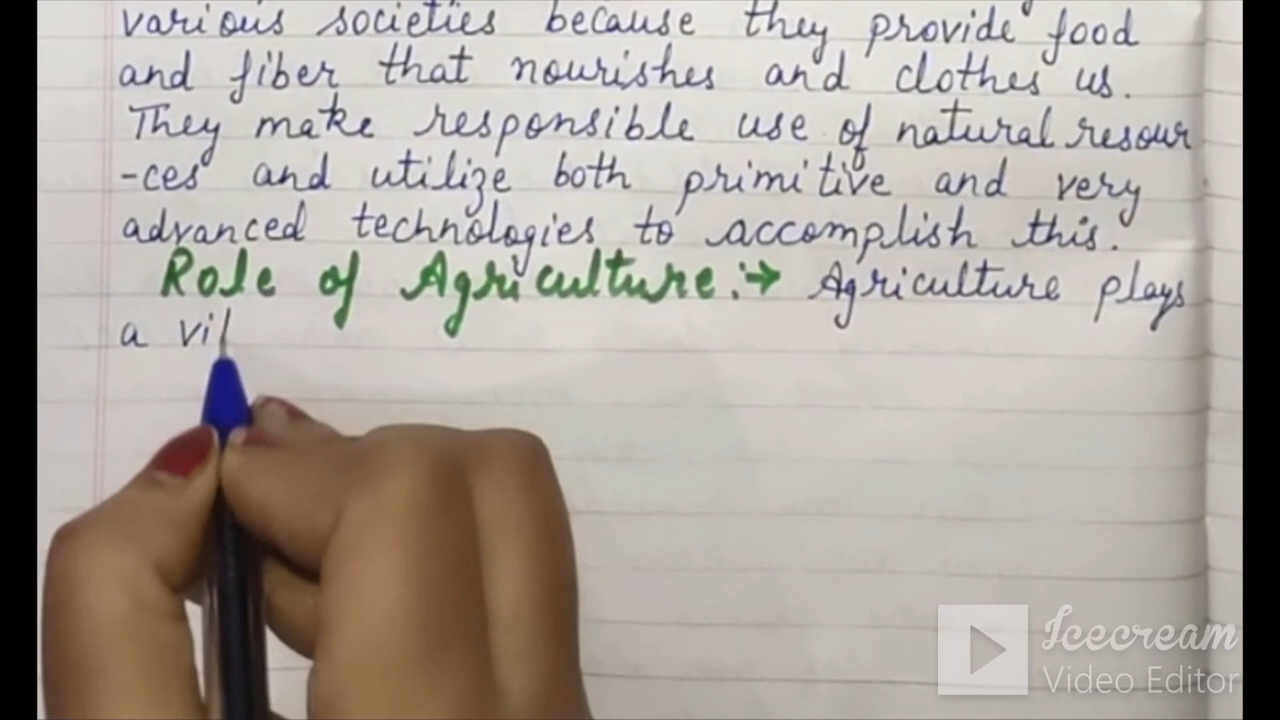 various societies because they provide food
and fiber that nourishes and clothes us.
They make responsible use of natural resour
-ces and utilize both primitive and very
advanced technologies to accomplish this.
Role of Agriculture:→ Agriculture plays
a vil
Icecream
Video Editor